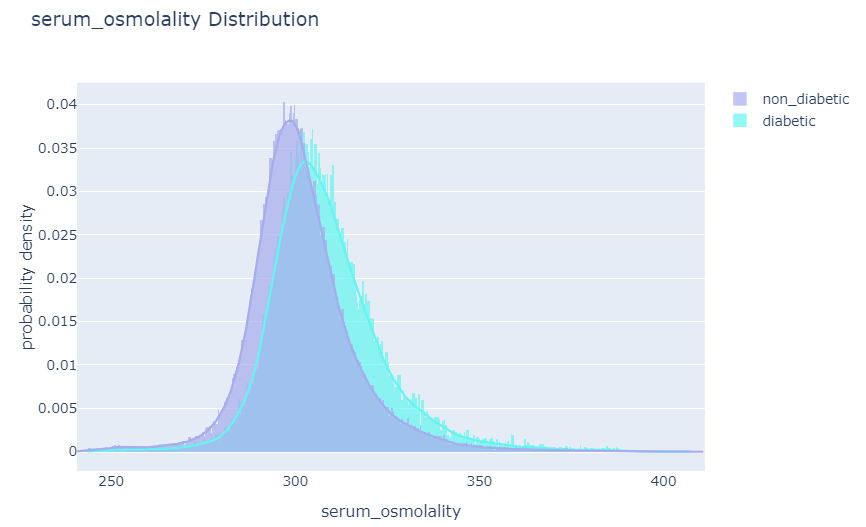 serum_osmolality Distribution
non_diabetic
diabetic
0.04
0.035
0.03
0.025
0.02
0.015
0.01
0.005
0
probability density
250
300
350
400
serum_osmolality